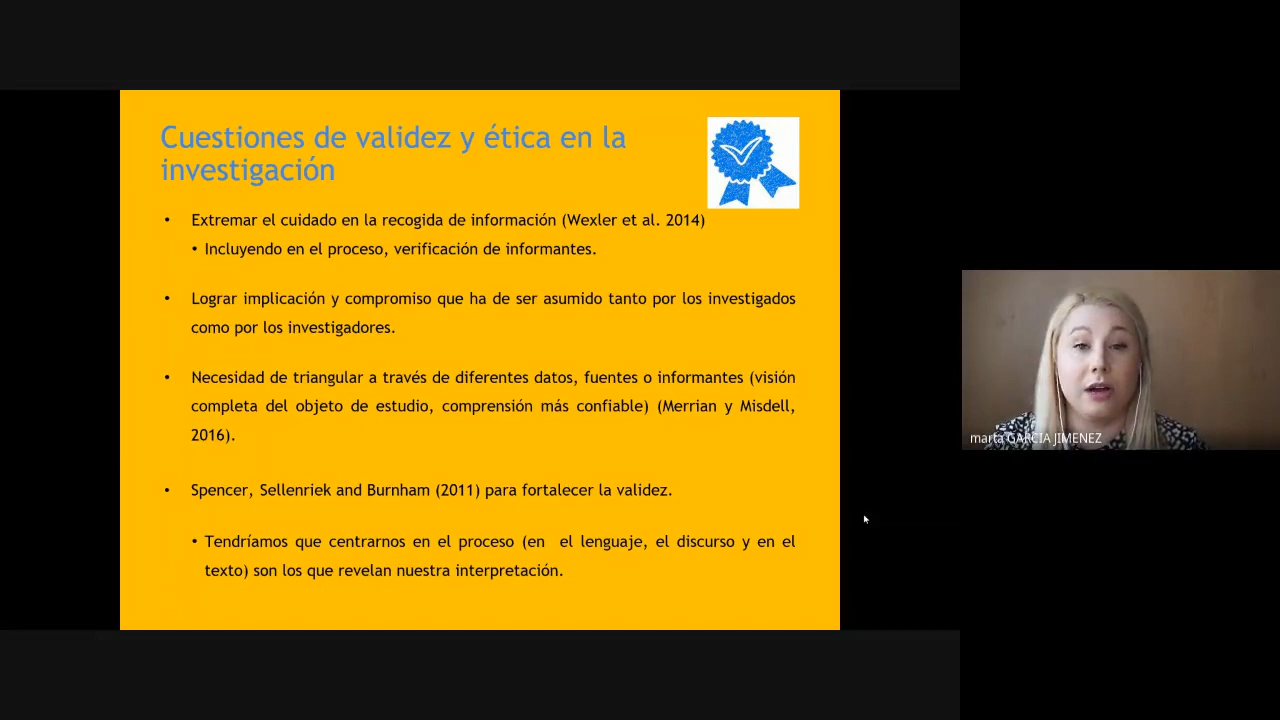 Cuestiones de validez y ética en la
investigación
• Extremar el cuidado en la recogida de información (Wexler et al. 2014)
• Incluyendo en el proceso, verificación de informantes.
• Lograr implicación y compromiso que ha de ser asumido tanto por los investigados
como por los investigadores.
• Necesidad de triangular a través de diferentes datos, fuentes o informantes (visión
completa del objeto de estudio, comprensión más confiable) (Merrian y Misdell,
2016).
• Spencer, Sellenriek and Burnham (2011) para fortalecer la validez.
• Tendríamos que centrarnos en el proceso (en el lenguaje, el discurso y en el
texto) son los que revelan nuestra interpretación.
marta GARCIA JIMENEZ